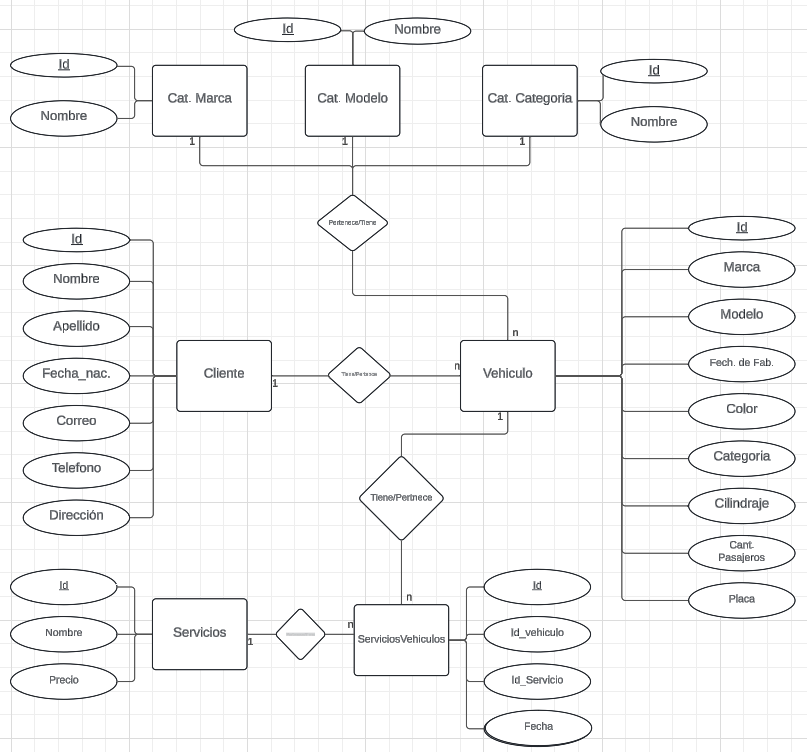 Id
Nombre
Id
Nombre
Cat. Marca
Cat. Modelo
Cat. Categoria
Id
Nombre
1
1
1
Pertenece/Tiene
Id
Nombre
Apellido
Fecha_nac.
Correo
Telefono
Dirección
Cliente
1
Tiene/Pertnece
n
n
Vehiculo
1
Id
Marca
Modelo
Fech. de Fab.
Color
Categoria
Cilindraje
Cant.
Pasajeros
Placa
Tiene/Pertnece
n
Id
Nombre
Precio
Servicios
1
n
ServiciosVehiculos
Id
Id_vehiculo
Id_Servicio
Fecha